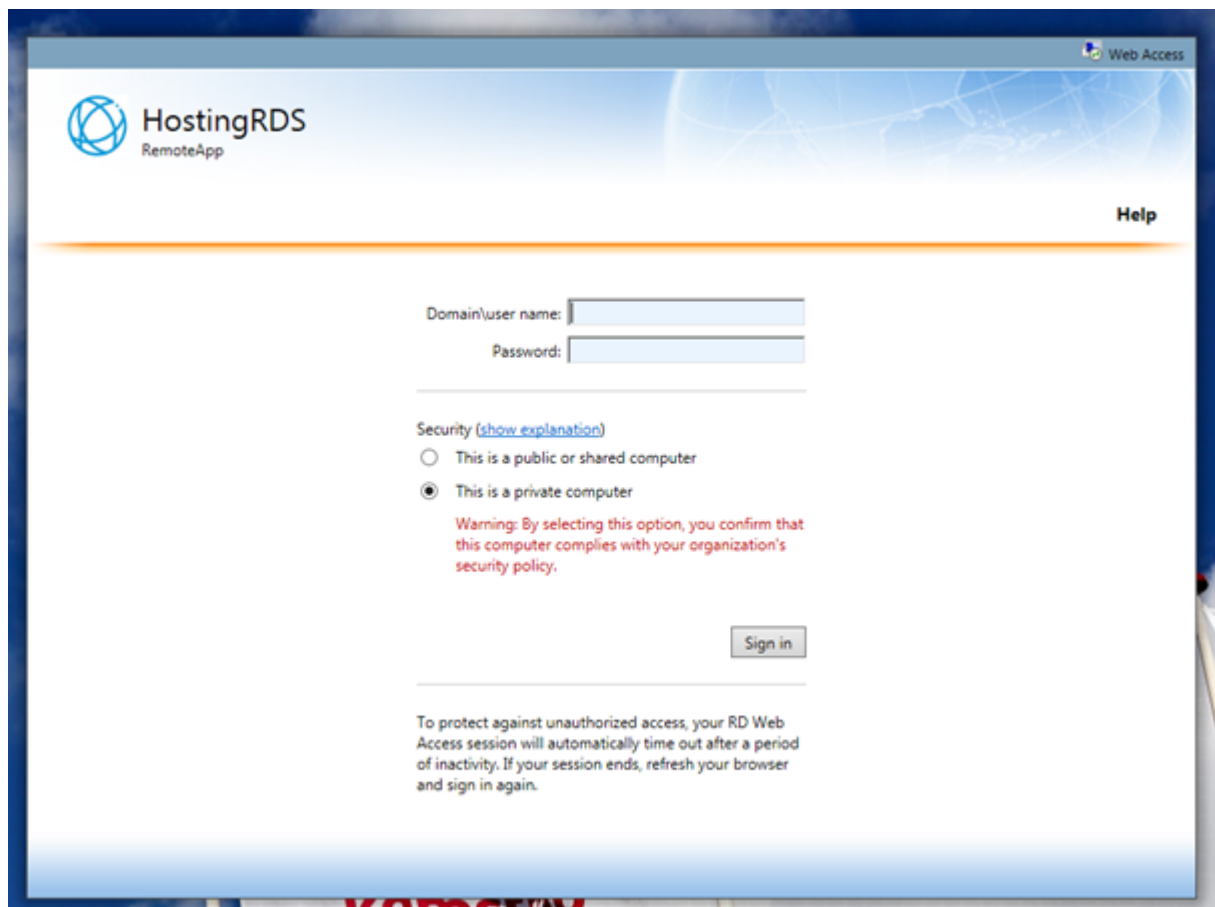 Web Access
HostingRDS
RemoteApp
Help
Domain\user name:
Password:
Security (show explanation)
This is a public or shared computer
This is a private computer
Warning: By selecting this option, you confirm that
this computer complies with your organization's
security policy.
Sign in
To protect against unauthorized access, your RD Web
Access session will automatically time out after a period
of inactivity. If your session ends, refresh your browser
and sign in again.